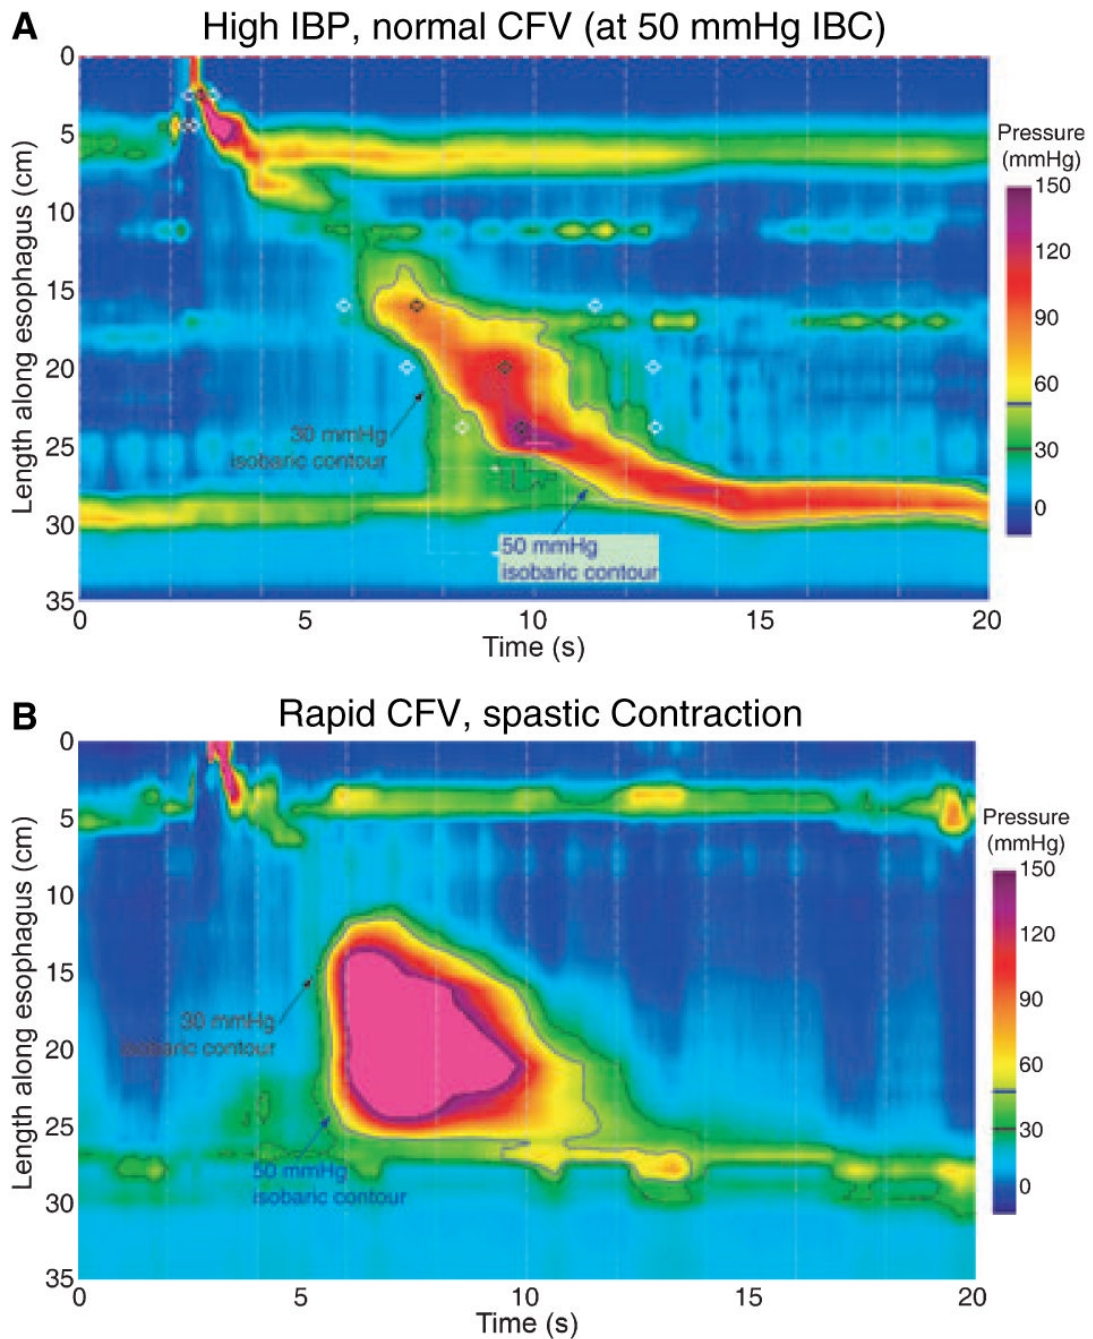 A
High IBP, normal CFV (at 50 mmHg IBC)
Length along esophagus (cm)
0
5
10
15
20
25
30
35
30 mmHg
isobaric contour
50 mmHg
isobaric contour
0
5
10
15
20
Time (s)
Pressure
(mmHg)
150
120
90
60
30
0
B
Rapid CFV, spastic Contraction
Length along esophagus (cm)
0
5
10
15
20
25
30
35
30 mmHg
isobaric contour
50 mmHg
isobaric contour
0
5
10
15
20
Time (s)
Pressure
(mmHg)
150
120
90
60
30
0